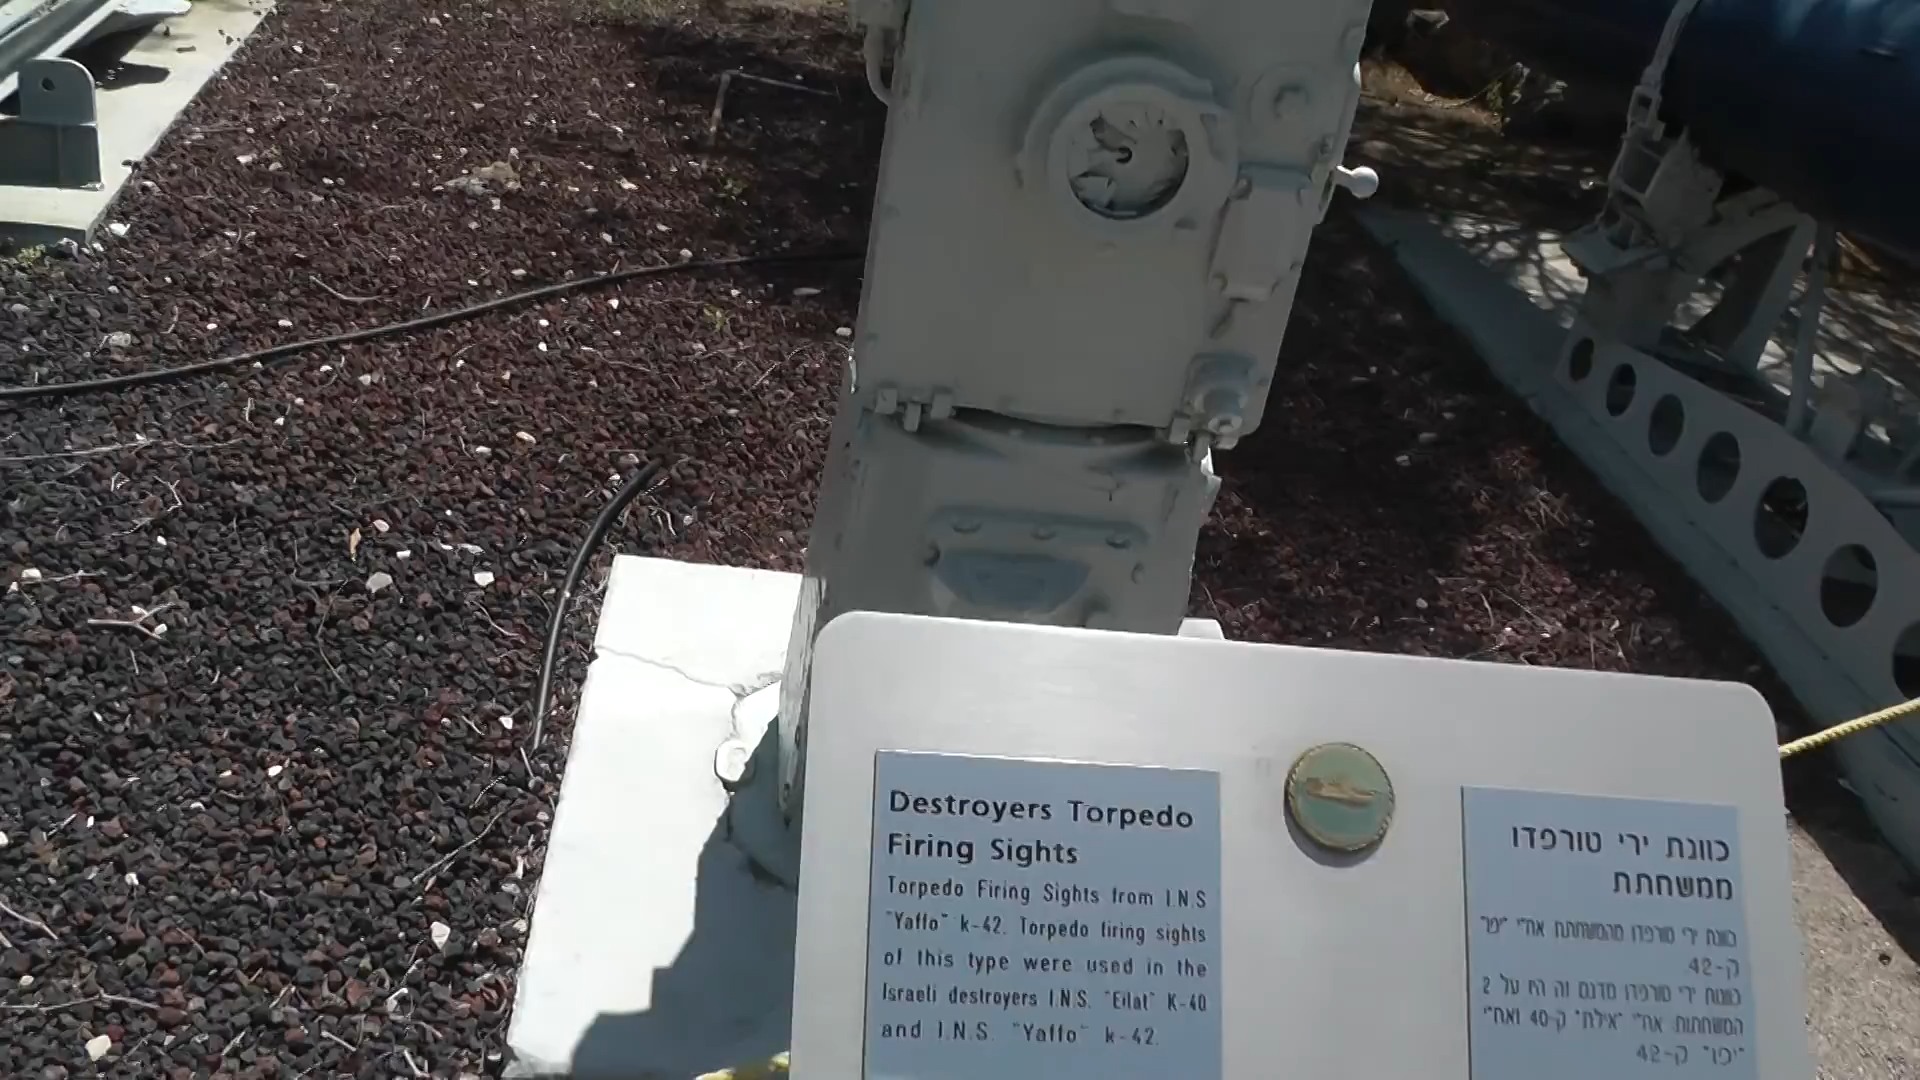 Destroyers Torpedo
Firing Sights
Torpedo Firing Sights from I.N.S
"Yaffo" k-42. Torpedo firing sights
of this type were used in the
Israeli destroyers I.N.S. "Eilat" K-40
and I.N.S. "Yaffo" k-42.
כוונת ירי טורפדו
ממשחתת
כוונת ירי טורפדו מהמשחתת אח"י "יפו"
ק-42.
כוונות ירי טורפדו מדגם זה היו על 2
המשחתות: אח"י "אילת" ק-40 ואח"י
"יפו" ק-42